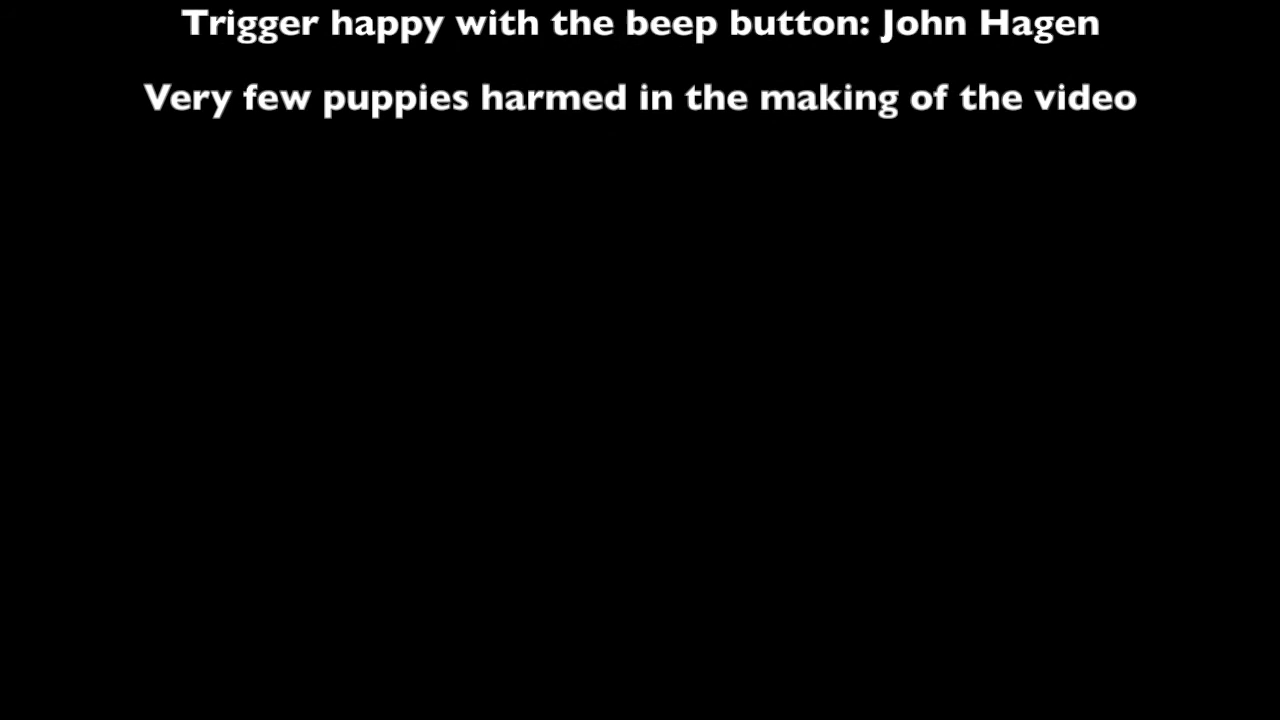 Trigger happy with the beep button: John Hagen
Very few puppies harmed in the making of the video